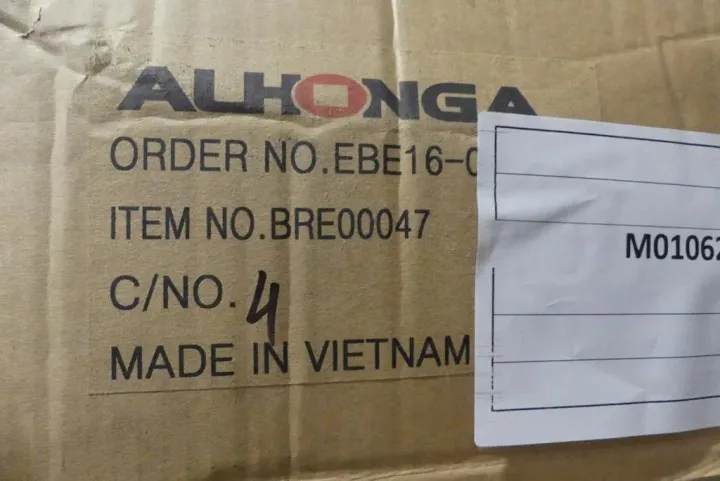 ALHONGA
ORDER NO.EBE16-
ITEM NO.BRE00047
C/NO. 4
MADE IN VIETNAM
M01062